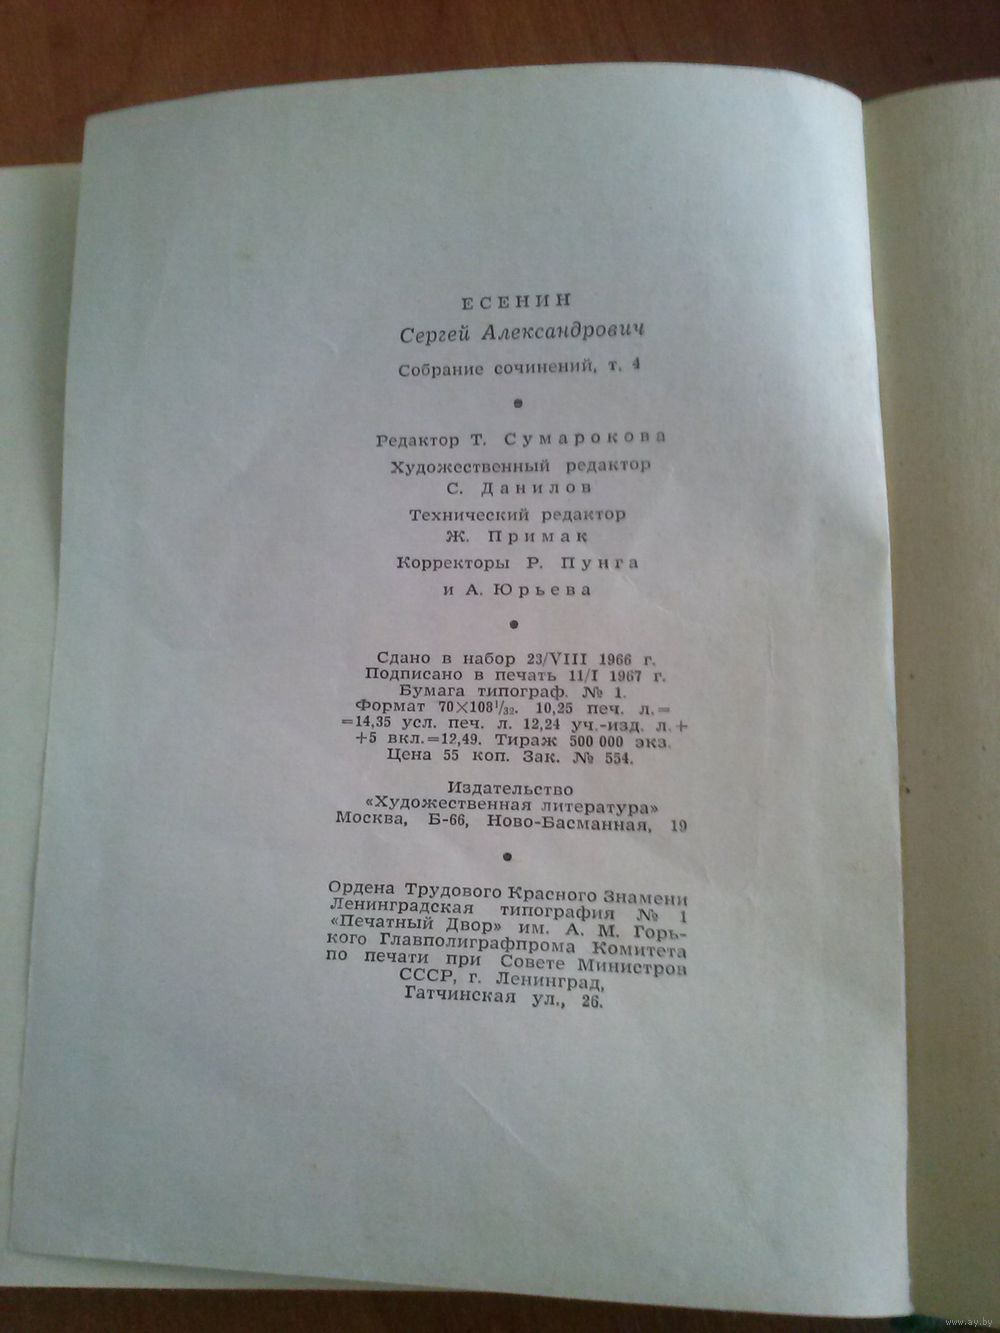 ЕСЕНИН
Сергей Александрович
Собрание сочинений, т. 4
Редактор Т. Сумарокова
Художественный редактор
С. Данилов
Технический редактор
Ж. Примак
Корректоры Р. Пунга
и А. Юрьева
Сдано в набор 23/VIII 1966 г.
Подписано в печать 11/I 1967 г.
Бумага типограф. № 1.
Формат 70×108¹/₃₂. 10,25 печ. л.=
=14,35 усл. печ. л. 12,24 уч.-изд. л.+
+5 вкл.=12,49. Тираж 500 000 экз.
Цена 55 коп. Зак. № 554.
Издательство
«Художественная литература»
Москва, Б-66, Ново-Басманная, 19
Ордена Трудового Красного Знамени
Ленинградская типография № 1
«Печатный Двор» им. А. М. Горь-
кого Главполиграфпрома Комитета
по печати при Совете Министров
СССР, г. Ленинград,
Гатчинская ул., 26.
www.ay.by